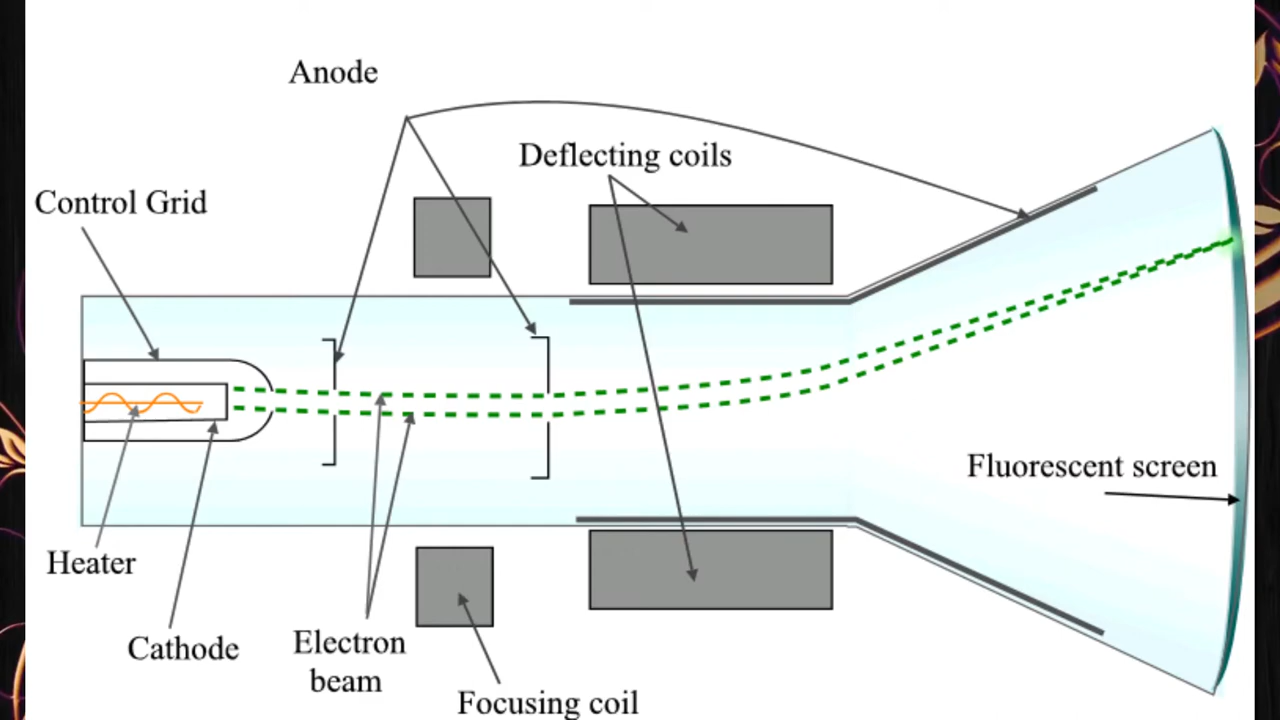 Anode
Deflecting coils
Control Grid
Fluorescent screen
Heater
Cathode
Electron
beam
Focusing coil